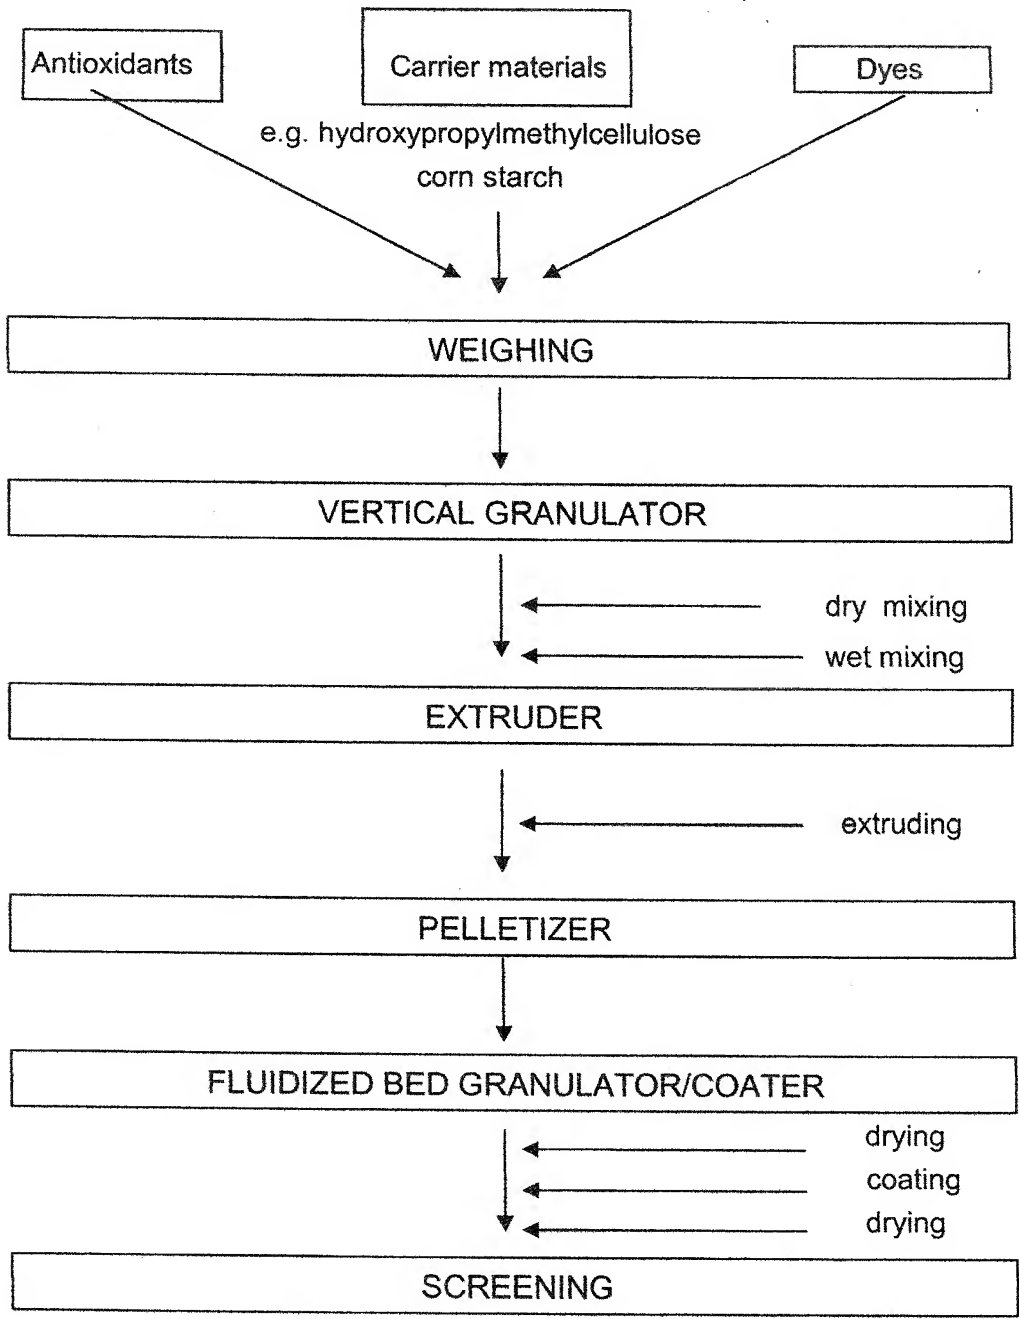 Antioxidants
Carrier materials
Dyes
e.g. hydroxypropylmethylcellulose
corn starch
WEIGHING
VERTICAL GRANULATOR
dry mixing
wet mixing
EXTRUDER
extruding
PELLETIZER
FLUIDIZED BED GRANULATOR/COATER
drying
coating
drying
SCREENING